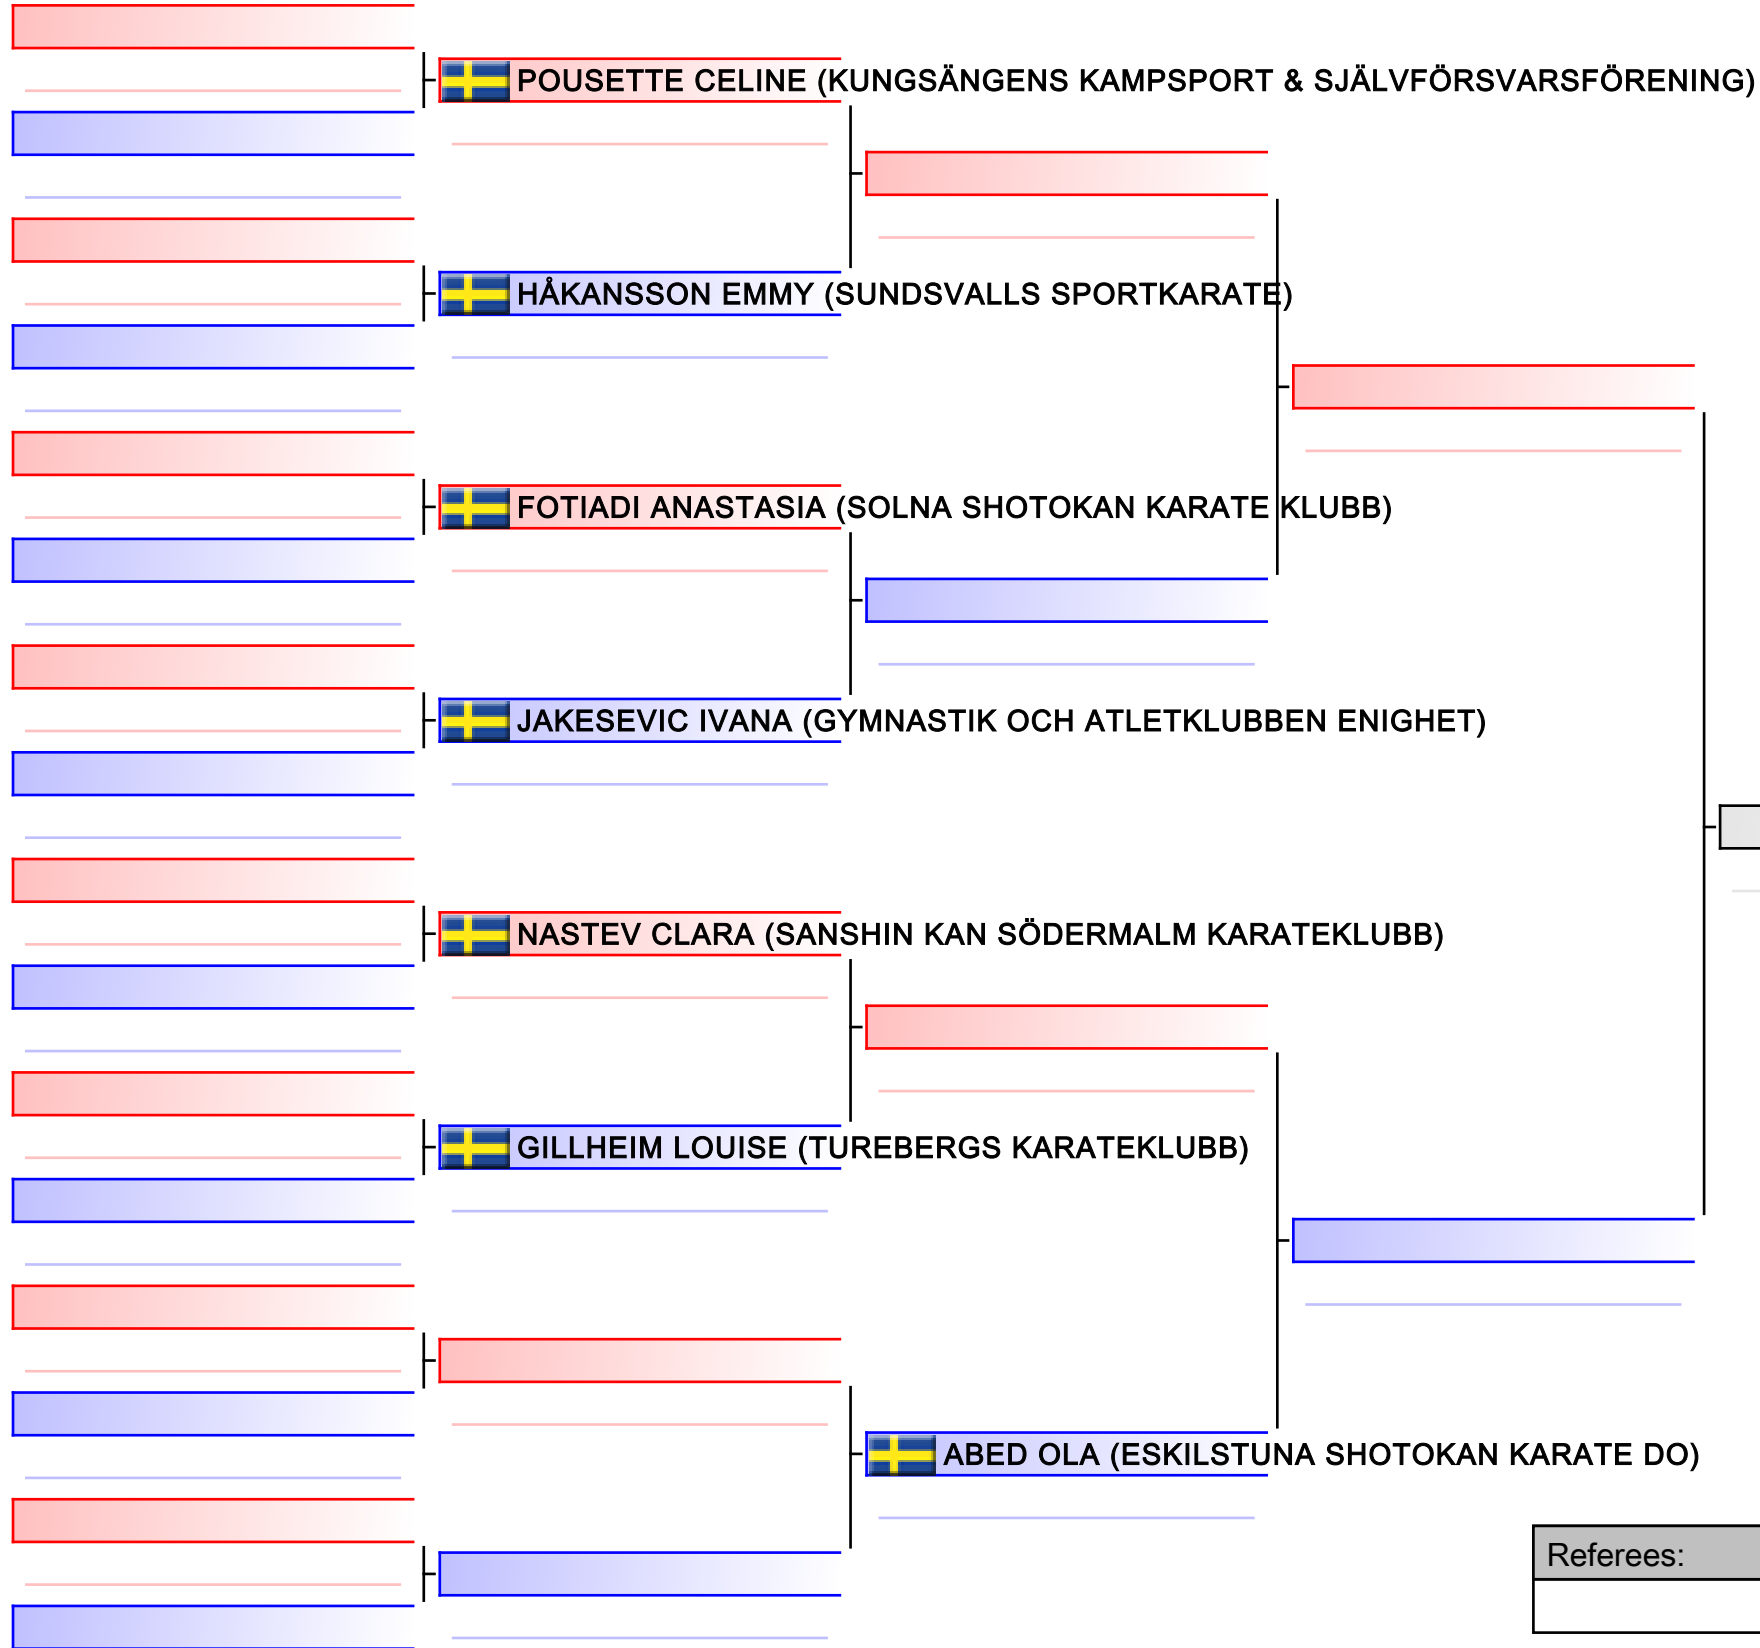 POUSETTE CELINE (KUNGSÄNGENS KAMPSPORT & SJÄLVFÖRSVARSFÖRENING)
HÅKANSSON EMMY (SUNDSVALLS SPORTKARATE)
FOTIADI ANASTASIA (SOLNA SHOTOKAN KARATE KLUBB)
JAKESEVIC IVANA (GYMNASTIK OCH ATLETKLUBBEN ENIGHET)
NASTEV CLARA (SANSHIN KAN SÖDERMALM KARATEKLUBB)
GILLHEIM LOUISE (TUREBERGS KARATEKLUBB)
ABED OLA (ESKILSTUNA SHOTOKAN KARATE DO)
Referees: